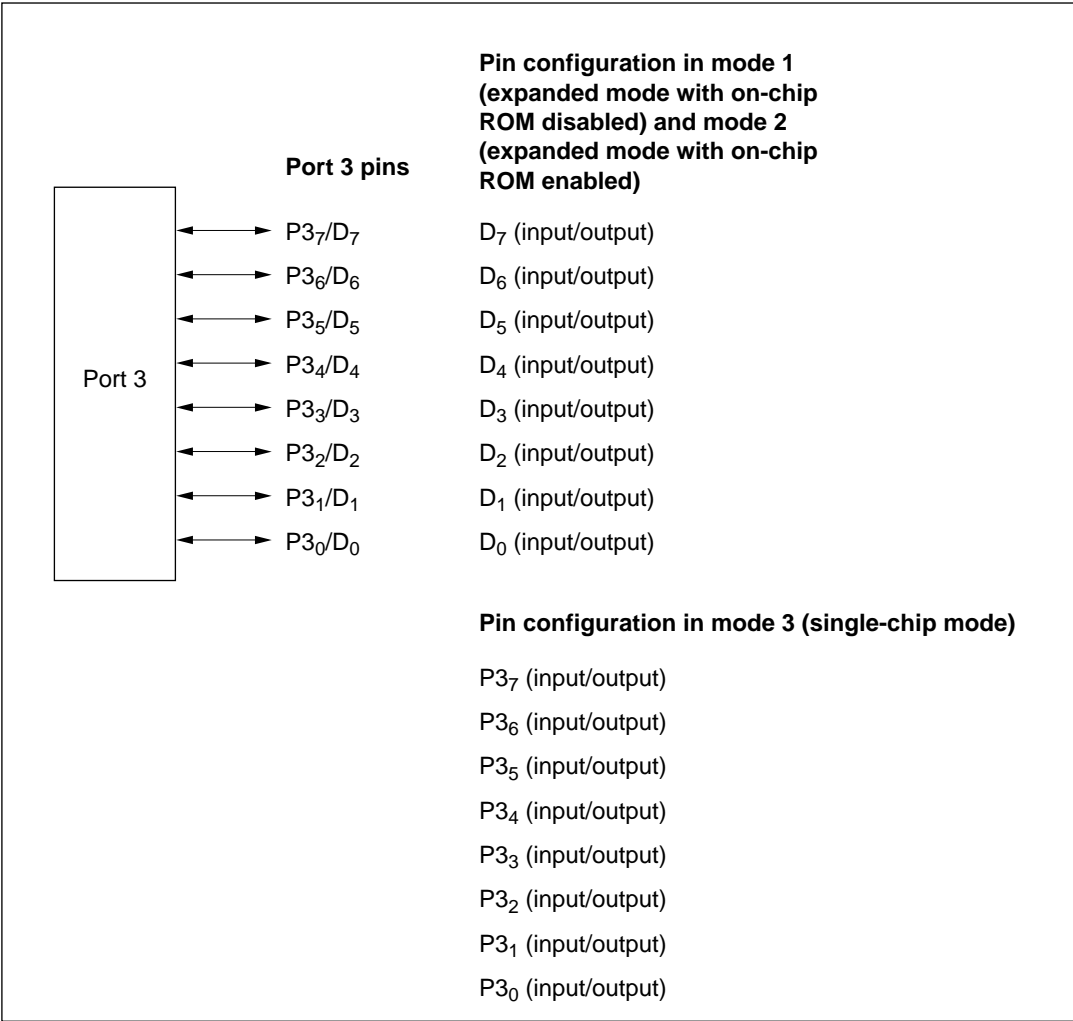 Pin configuration in mode 1
(expanded mode with on-chip
ROM disabled) and mode 2
(expanded mode with on-chip
ROM enabled)
Port 3 pins
Port 3
P3₇/D₇ D₇ (input/output)
P3₆/D₆ D₆ (input/output)
P3₅/D₅ D₅ (input/output)
P3₄/D₄ D₄ (input/output)
P3₃/D₃ D₃ (input/output)
P3₂/D₂ D₂ (input/output)
P3₁/D₁ D₁ (input/output)
P3₀/D₀ D₀ (input/output)
Pin configuration in mode 3 (single-chip mode)
P3₇ (input/output)
P3₆ (input/output)
P3₅ (input/output)
P3₄ (input/output)
P3₃ (input/output)
P3₂ (input/output)
P3₁ (input/output)
P3₀ (input/output)